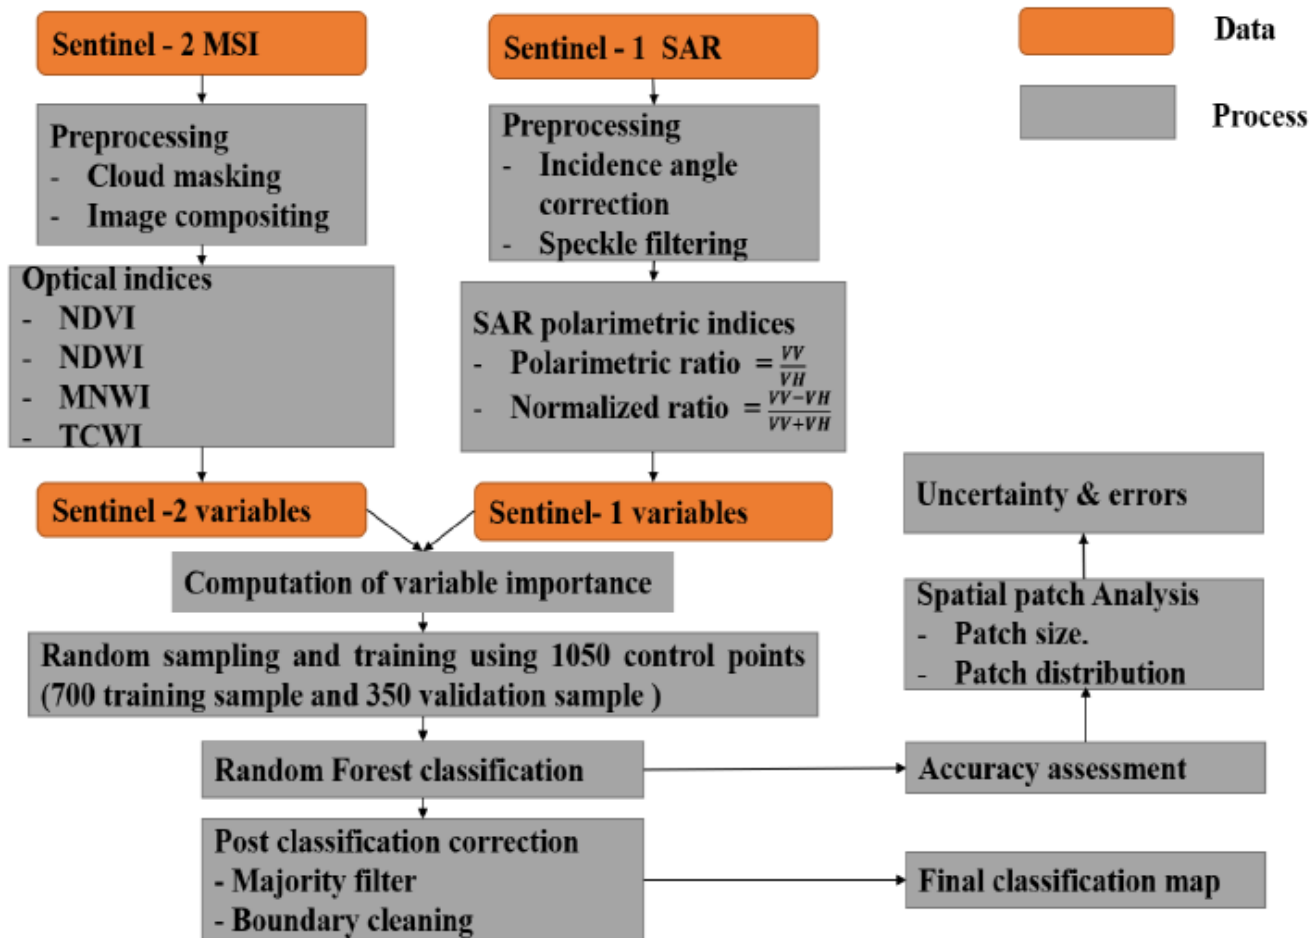 Sentinel - 2 MSI
Preprocessing
- Cloud masking
- Image compositing
Optical indices
- NDVI
- NDWI
- MNWI
- TCWI
Sentinel -2 variables
Sentinel - 1 SAR
Preprocessing
- Incidence angle
correction
- Speckle filtering
SAR polarimetric indices
- Polarimetric ratio = VV/VH
- Normalized ratio = VV-VH/VV+VH
Sentinel- 1 variables
Data
Process
Computation of variable importance
Random sampling and training using 1050 control points
(700 training sample and 350 validation sample )
Random Forest classification
Post classification correction
- Majority filter
- Boundary cleaning
Uncertainty & errors
Spatial patch Analysis
- Patch size.
- Patch distribution
Accuracy assessment
Final classification map